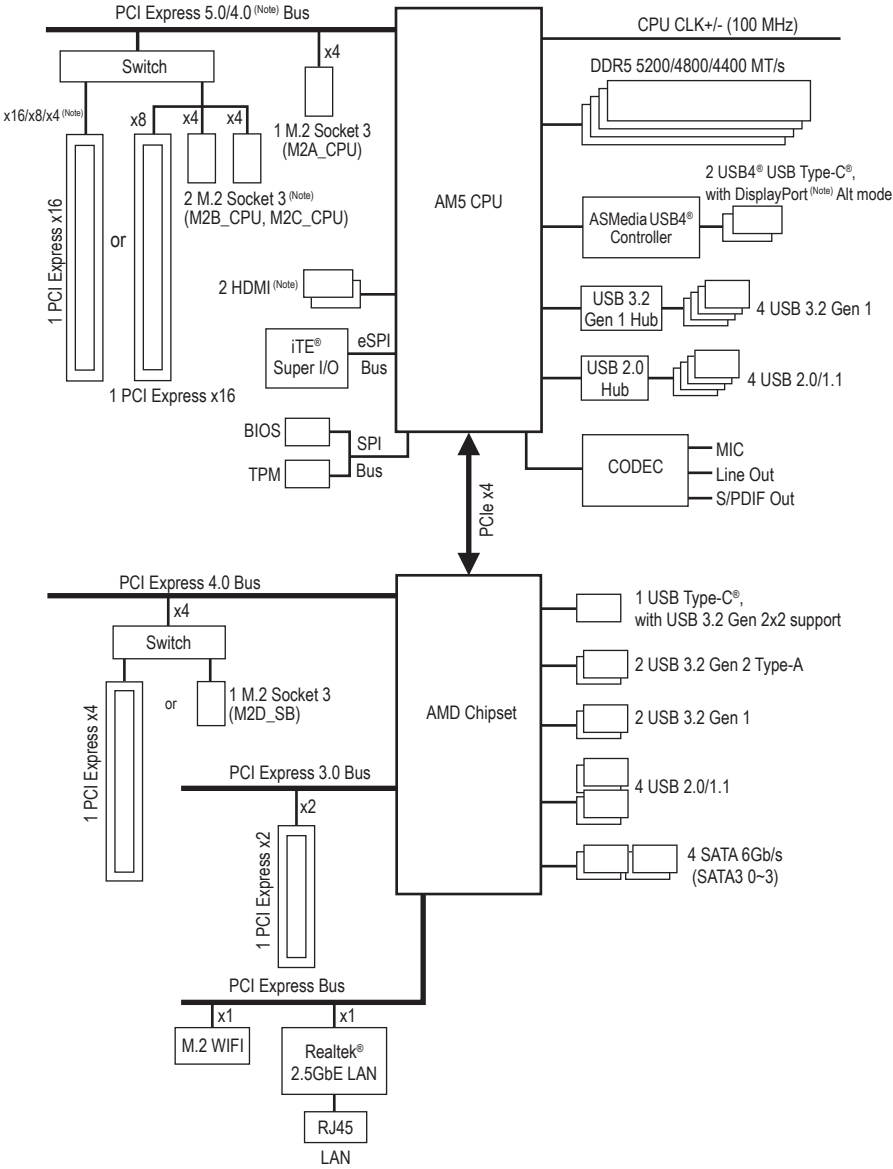 PCI Express 5.0/4.0 (Note) Bus
Switch
x16/x8/x4 (Note)
x8
x4
x4
x4
1 M.2 Socket 3
(M2A_CPU)
2 M.2 Socket 3 (Note)
(M2B_CPU, M2C_CPU)
1 PCI Express x16
or
1 PCI Express x16
2 HDMI (Note)
iTE®
Super I/O
eSPI
Bus
BIOS
TPM
SPI
Bus
AM5 CPU
CPU CLK+/- (100 MHz)
DDR5 5200/4800/4400 MT/s
2 USB4® USB Type-C®,
with DisplayPort (Note) Alt mode
ASMedia USB4®
Controller
USB 3.2
Gen 1 Hub
4 USB 3.2 Gen 1
USB 2.0
Hub
4 USB 2.0/1.1
CODEC
MIC
Line Out
S/PDIF Out
PCIe x4
PCI Express 4.0 Bus
x4
Switch
1 PCI Express x4
or
1 M.2 Socket 3
(M2D_SB)
AMD Chipset
1 USB Type-C®,
with USB 3.2 Gen 2x2 support
2 USB 3.2 Gen 2 Type-A
2 USB 3.2 Gen 1
4 USB 2.0/1.1
4 SATA 6Gb/s
(SATA3 0~3)
PCI Express 3.0 Bus
x2
1 PCI Express x2
PCI Express Bus
x1
x1
M.2 WIFI
Realtek®
2.5GbE LAN
RJ45
LAN